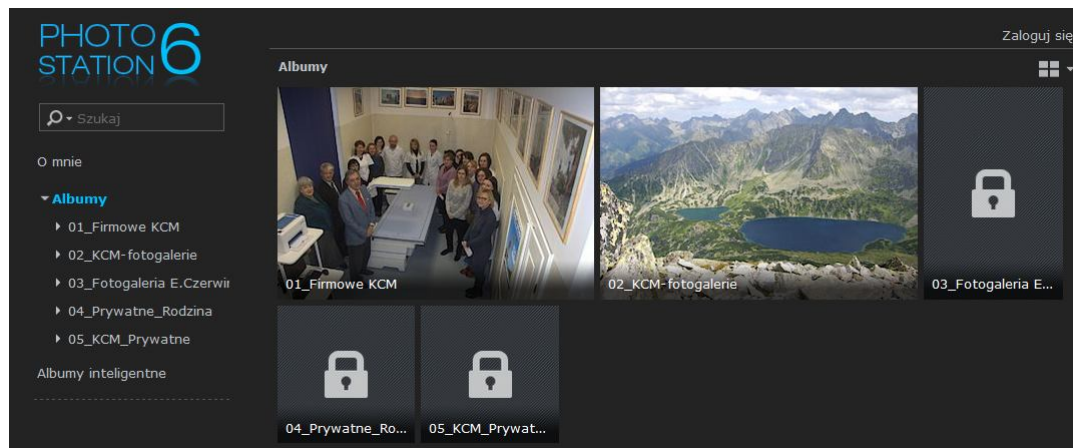 PHOTO
STATION 6
Zaloguj się
Szukaj
O mnie
Albumy
01_Firmowe KCM
02_KCM-fotogalerie
03_Fotogaleria E.Czerwir
04_Prywatne_Rodzina
05_KCM_Prywatne
Albumy inteligentne
Albumy
01_Firmowe KCM
02_KCM-fotogalerie
03_Fotogaleria E...
04_Prywatne_Ro...
05_KCM_Prywat...